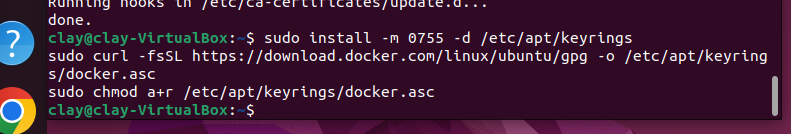 Running hooks in /etc/ca-certificates/update.d...
done.
clay@clay-VirtualBox:~$ sudo install -m 0755 -d /etc/apt/keyrings
sudo curl -fsSL https://download.docker.com/linux/ubuntu/gpg -o /etc/apt/keyring
s/docker.asc
sudo chmod a+r /etc/apt/keyrings/docker.asc
clay@clay-VirtualBox:~$